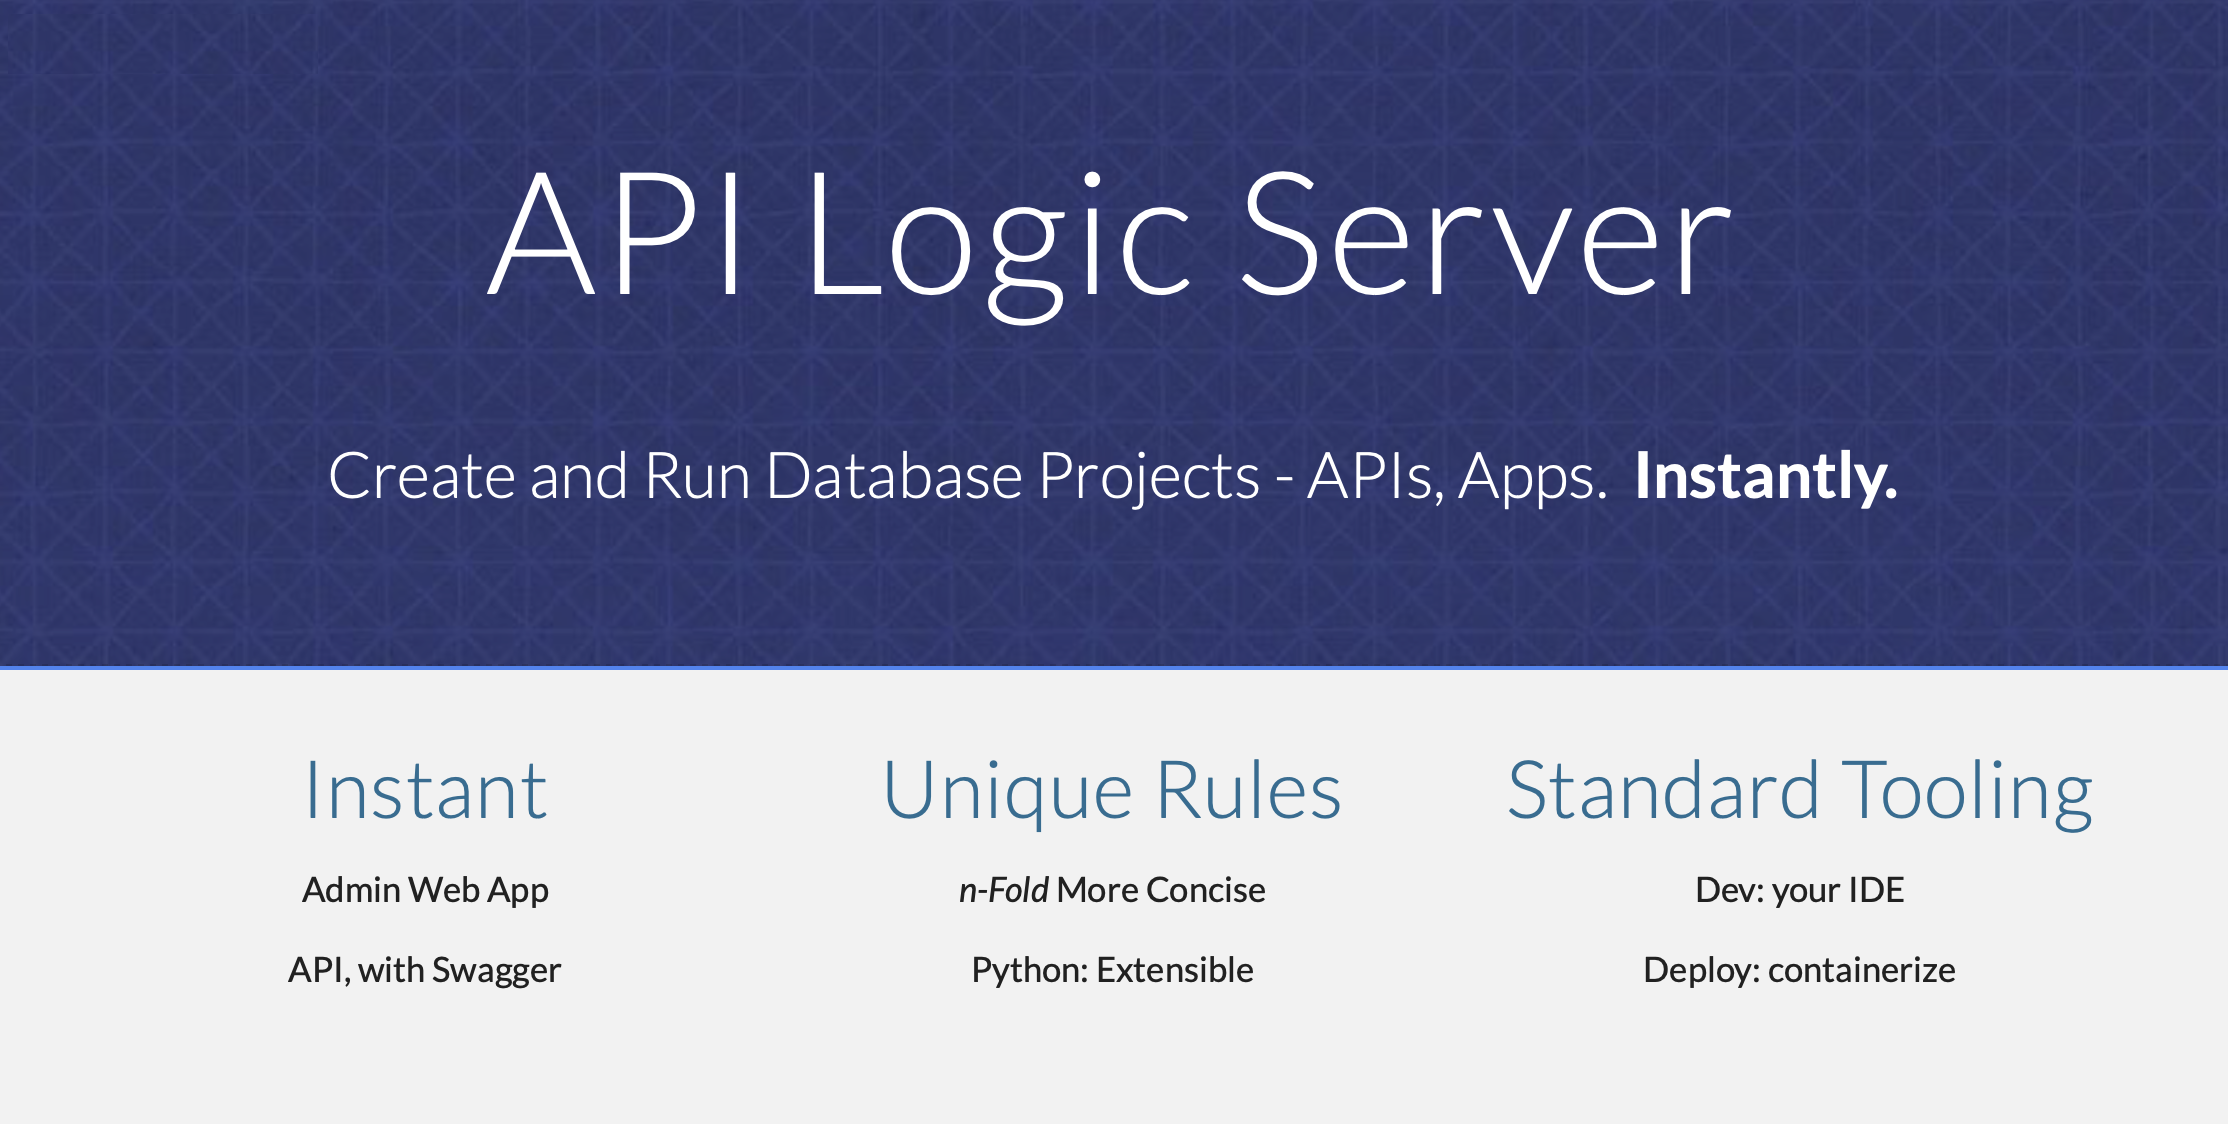 API Logic Server
Create and Run Database Projects - APIs, Apps. Instantly.
Instant
Admin Web App
API, with Swagger
Unique Rules
n-Fold More Concise
Python: Extensible
Standard Tooling
Dev: your IDE
Deploy: containerize